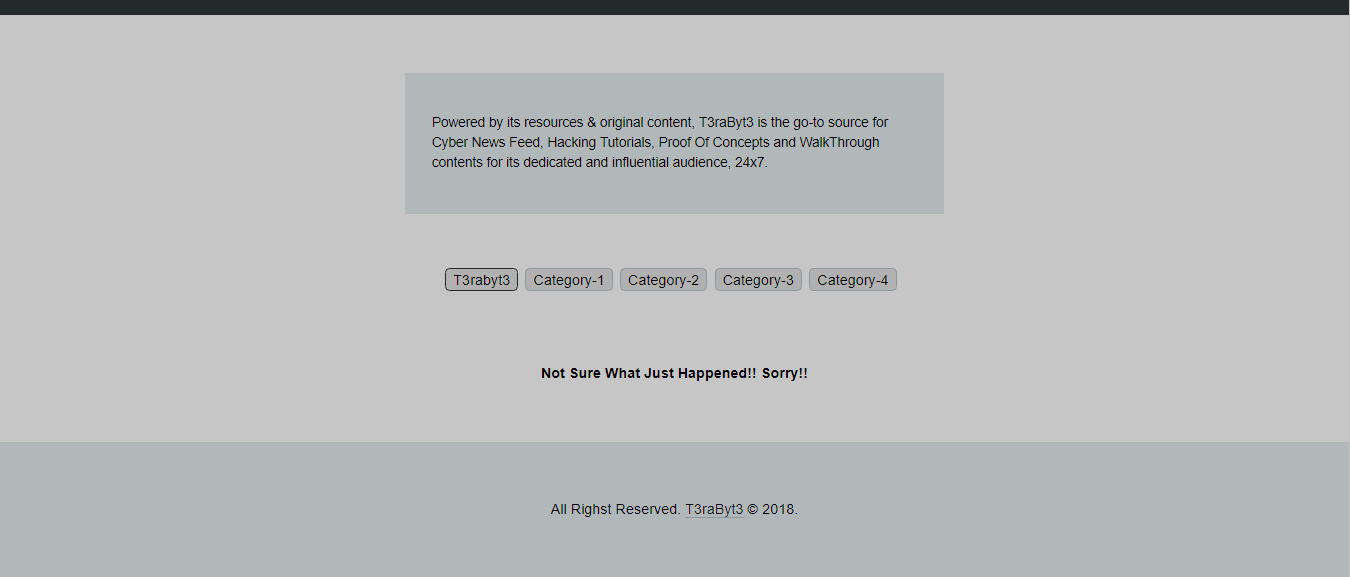 Powered by its resources & original content, T3raByt3 is the go-to source for
Cyber News Feed, Hacking Tutorials, Proof Of Concepts and WalkThrough
contents for its dedicated and influential audience, 24x7.
T3rabyt3 Category-1 Category-2 Category-3 Category-4
Not Sure What Just Happened!! Sorry!!
All Righst Reserved. T3raByt3 © 2018.